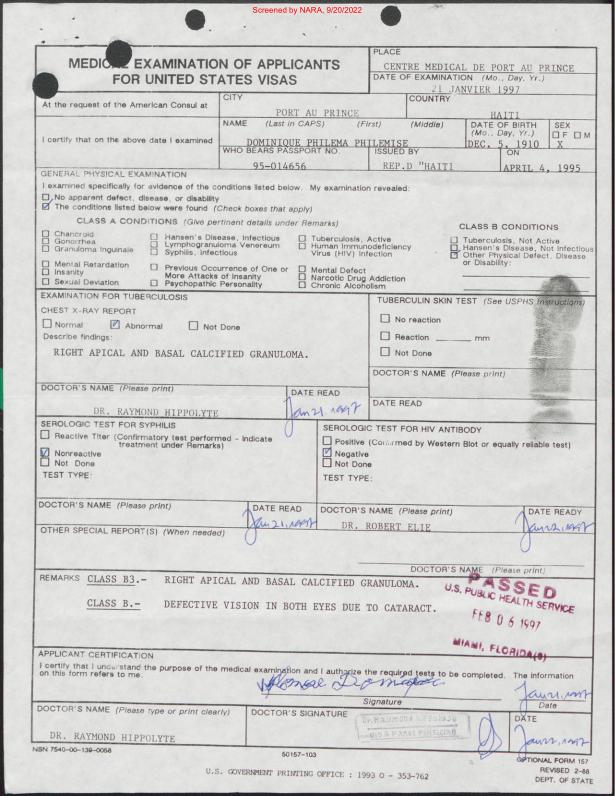 Screened by NARA, 9/20/2022
MEDICAL EXAMINATION OF APPLICANTS
FOR UNITED STATES VISAS
PLACE
CENTRE MEDICAL DE PORT AU PRINCE
DATE OF EXAMINATION (Mo., Day, Yr.)
21 JANVIER 1997
At the request of the American Consul at
CITY
PORT AU PRINCE
COUNTRY
HAITI
I certify that on the above date I examined
NAME (Last in CAPS) (First) (Middle)
DOMINIQUE PHILEMA PHILEMISE
DATE OF BIRTH
(Mo., Day, Yr.)
DEC. 5, 1910
SEX
☐ F ☐ M
X
WHO BEARS PASSPORT NO.
95-014656
ISSUED BY
REP.D "HAITI
ON
APRIL 4, 1995
GENERAL PHYSICAL EXAMINATION
I examined specifically for evidence of the conditions listed below. My examination revealed:
No apparent defect, disease, or disability
The conditions listed below were found (Check boxes that apply)
CLASS A CONDITIONS (Give pertinent details under Remarks)
Chancroid
Gonorrhea
Granuloma Inguinale
Hansen's Disease, Infectious
Lymphogranuloma Venereum
Syphilis, Infectious
Tuberculosis, Active
Human Immunodeficiency
Virus (HIV) Infection
Mental Retardation
Insanity
Sexual Deviation
Previous Occurrence of One or
More Attacks of Insanity
Psychopathic Personality
Mental Defect
Narcotic Drug Addiction
Chronic Alcoholism
CLASS B CONDITIONS
Tuberculosis, Not Active
Hansen's Disease, Not Infectious
Other Physical Defect, Disease
or Disability:
EXAMINATION FOR TUBERCULOSIS
CHEST X-RAY REPORT
Normal Abnormal Not Done
Describe findings:
RIGHT APICAL AND BASAL CALCIFIED GRANULOMA.
DOCTOR'S NAME (Please print)
DR. RAYMOND HIPPOLYTE
DATE READ
Jan 21, 1997
TUBERCULIN SKIN TEST (See USPHS Instructions)
No reaction
Reaction mm
Not Done
DOCTOR'S NAME (Please print)
DATE READ
SEROLOGIC TEST FOR SYPHILIS
Reactive Titer (Confirmatory test performed - indicate
treatment under Remarks)
Nonreactive
Not Done
TEST TYPE:
DOCTOR'S NAME (Please print)
DATE READ
Jan 21, 1997
SEROLOGIC TEST FOR HIV ANTIBODY
Positive (Confirmed by Western Blot or equally reliable test)
Negative
Not Done
TEST TYPE:
DOCTOR'S NAME (Please print)
DR. ROBERT ELIE
DATE READY
Jan 22, 1997
OTHER SPECIAL REPORT(S) (When needed)
DOCTOR'S NAME (Please print)
REMARKS CLASS B3.- RIGHT APICAL AND BASAL CALCIFIED GRANULOMA.
CLASS B.- DEFECTIVE VISION IN BOTH EYES DUE TO CATARACT.
PASSED
U.S. PUBLIC HEALTH SERVICE
FEB 06 1997
MIAMI, FLORIDA(8)
APPLICANT CERTIFICATION
I certify that I understand the purpose of the medical examination and I authorize the required tests to be completed. The information
on this form refers to me.
Signature
Jan 21, 1997
Date
DOCTOR'S NAME (Please type or print clearly)
DR. RAYMOND HIPPOLYTE
DOCTOR'S SIGNATURE
DATE
Jan 22, 1997
NSN 7540-00-139-0058
50157-103
OPTIONAL FORM 157
REVISED 2-88
DEPT. OF STATE
U.S. GOVERNMENT PRINTING OFFICE : 1993 O - 353-762